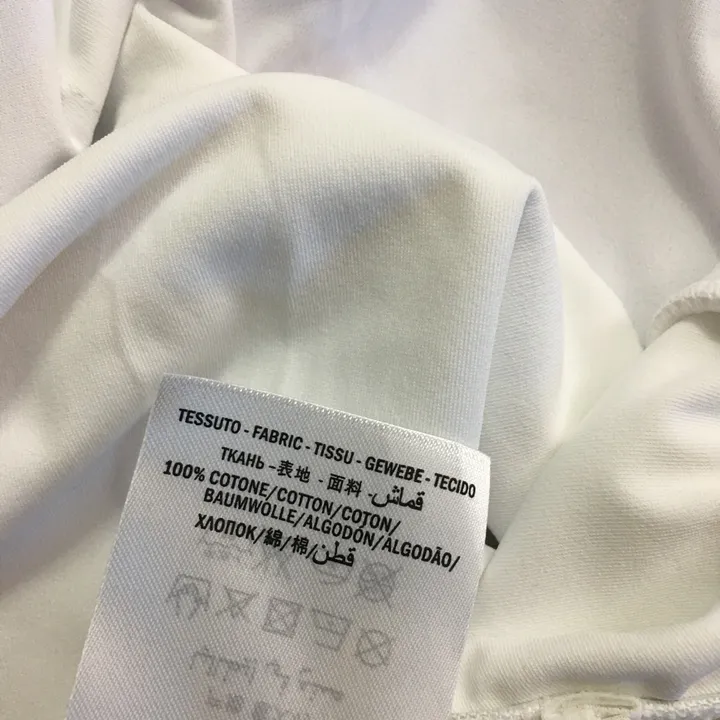 TESSUTO - FABRIC - TISSU - GEWEBE - TECIDO
ТКАНЬ - 表地 - 面料 - قماش
100% COTONE/COTTON/COTON/
BAUMWOLLE/ALGODÓN/ALGODÃO/
ХЛОПОК/綿/棉/قطن